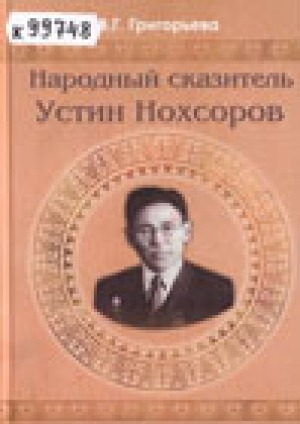 к 99748
.Г. Григорьева
Народный сказитель
Устин Нохсоров